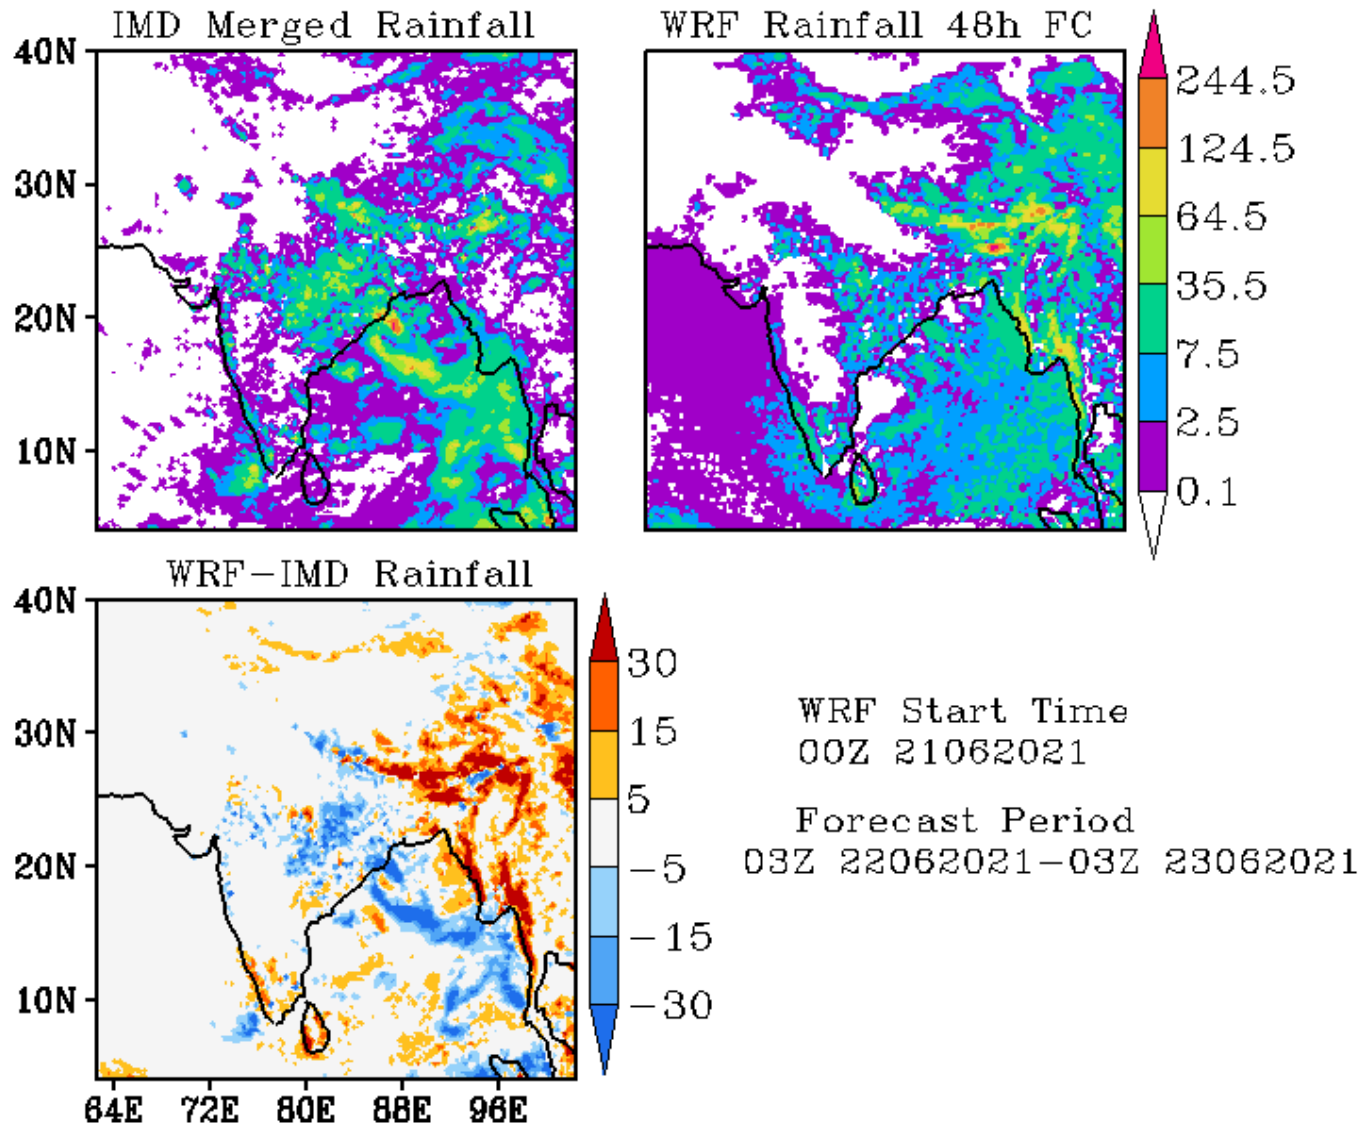 IMD Merged Rainfall
WRF Rainfall 48h FC
40N
30N
20N
10N
244.5
124.5
64.5
35.5
7.5
2.5
0.1
WRF-IMD Rainfall
40N
30N
20N
10N
64E 72E 80E 88E 96E
30
15
5
-5
-15
-30
WRF Start Time
00Z 21062021
Forecast Period
03Z 22062021-03Z 23062021